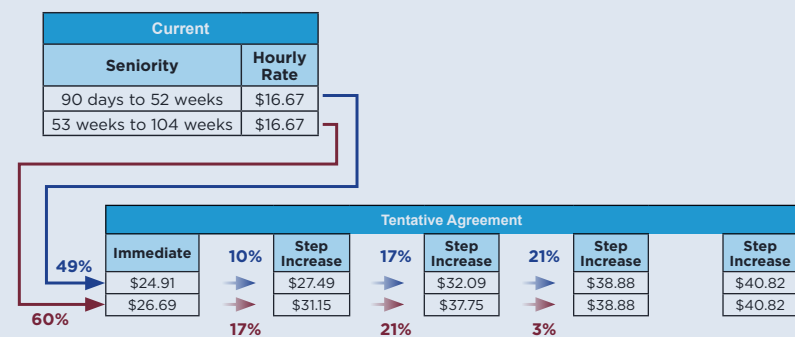 Current
Seniority Hourly Rate
90 days to 52 weeks $16.67
53 weeks to 104 weeks $16.67
Tentative Agreement
Immediate 10% Step Increase 17% Step Increase 21% Step Increase Step Increase
49% $24.91 $27.49 $32.09 $38.88 $40.82
$26.69 $31.15 $37.75 $38.88 $40.82
60% 17% 21% 3%